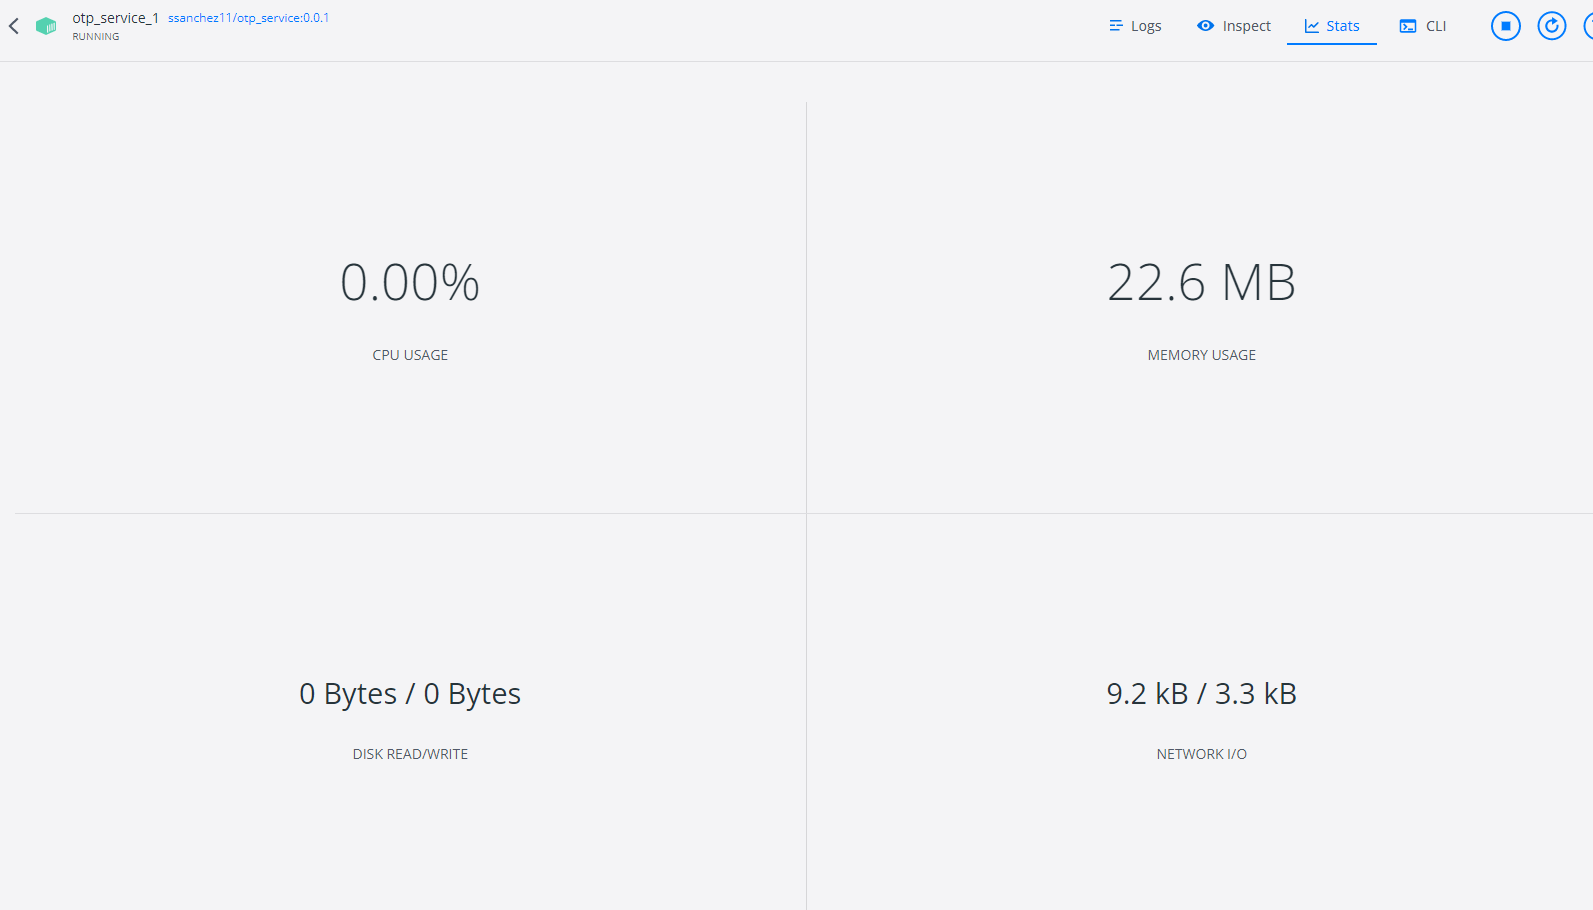 otp_service_1 ssanchez11/otp_service:0.0.1
RUNNING
Logs Inspect Stats CLI
0.00%
CPU USAGE
22.6 MB
MEMORY USAGE
0 Bytes / 0 Bytes
DISK READ/WRITE
9.2 kB / 3.3 kB
NETWORK I/O